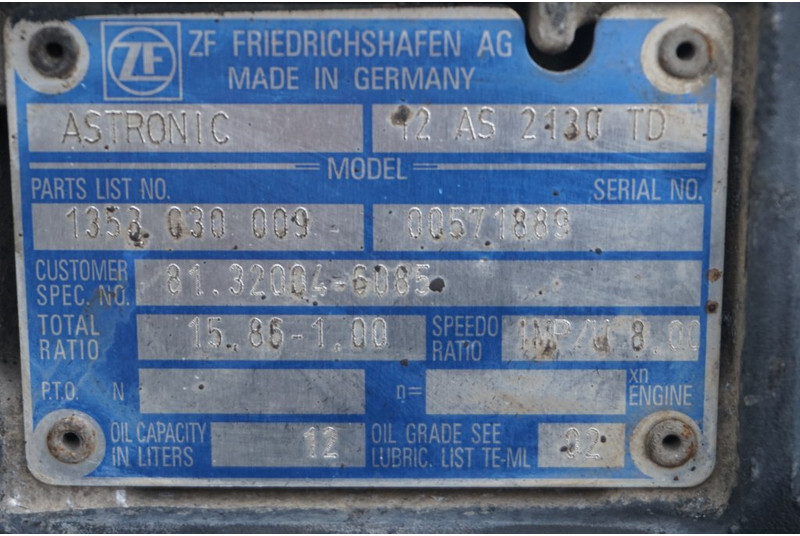 ZF ZF FRIEDRICHSHAFEN AG
MADE IN GERMANY
ASTRONIC 12 AS 2130 TD
MODEL
PARTS LIST NO. SERIAL NO.
1353 030 009 00571889
CUSTOMER
SPEC. NO. 81.32004-6085
TOTAL
RATIO 15.86-1.00 SPEEDO
RATIO IMP/U 8.00
P.T.O. N n= xn
ENGINE
OIL CAPACITY
IN LITERS 12 OIL GRADE SEE
LUBRIC. LIST TE-ML 02